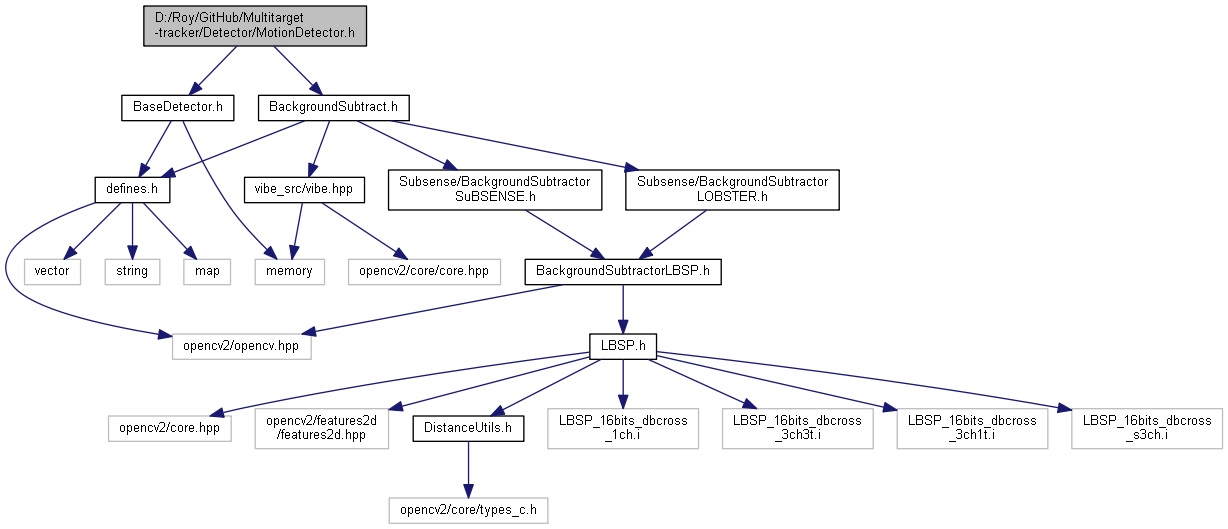 D:/Roy/GitHub/Multitarget
-tracker/Detector/MotionDetector.h
BaseDetector.h
BackgroundSubtract.h
defines.h
vibe_src/vibe.hpp
Subsense/BackgroundSubtractor
SuBSENSE.h
Subsense/BackgroundSubtractor
LOBSTER.h
vector
string
map
memory
opencv2/core/core.hpp
BackgroundSubtractorLBSP.h
opencv2/opencv.hpp
LBSP.h
opencv2/core.hpp
opencv2/features2d
/features2d.hpp
DistanceUtils.h
LBSP_16bits_dbcross
_1ch.i
LBSP_16bits_dbcross
_3ch3t.i
LBSP_16bits_dbcross
_3ch1t.i
LBSP_16bits_dbcross
_s3ch.i
opencv2/core/types_c.h